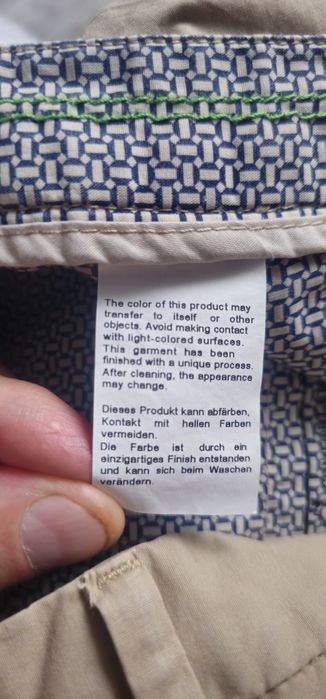 The color of this product may
transfer to itself or other
objects. Avoid making contact
with light-colored surfaces.
This garment has been
finished with a unique process.
After cleaning, the appearance
may change.
Dieses Produkt kann abfärben,
Kontakt mit hellen Farben
vermeiden.
Die Farbe ist durch ein
einzigartiges Finish entstanden
und kann sich beim Waschen
verändern.